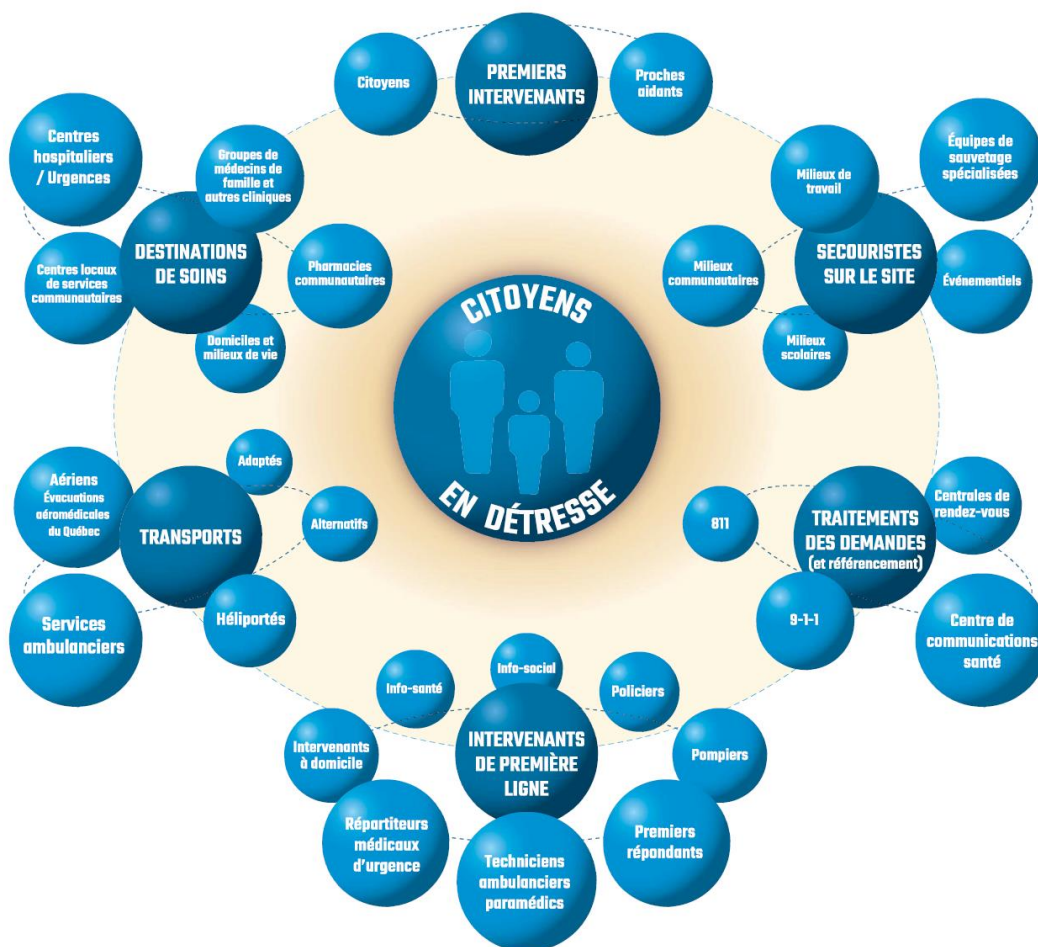 PREMIERS
INTERVENANTS
Citoyens
Proches
aidants
Centres
hospitaliers
/ Urgences
Groupes de
médecins de
famille et
autres cliniques
DESTINATIONS
DE SOINS
Centres locaux
de services
communautaires
Pharmacies
communautaires
Domiciles et
milieux de vie
Milieux
de travail
Équipes de
sauvetage
spécialisées
SECOURISTES
SUR LE SITE
Milieux
communautaires
Événementiels
Milieux
scolaires
CITOYENS
EN DÉTRESSE
Adaptés
Aériens
Évacuations
aéromédicales
du Québec
TRANSPORTS
Alternatifs
Services
ambulanciers
Héliportés
811
TRAITEMENTS
DES DEMANDES
(et référencement)
Centrales de
rendez-vous
9-1-1
Centre de
communications
santé
Info-santé
Info-social
Policiers
Intervenants
à domicile
INTERVENANTS
DE PREMIÈRE
LIGNE
Pompiers
Répartiteurs
médicaux
d'urgence
Techniciens
ambulanciers
paramédics
Premiers
répondants